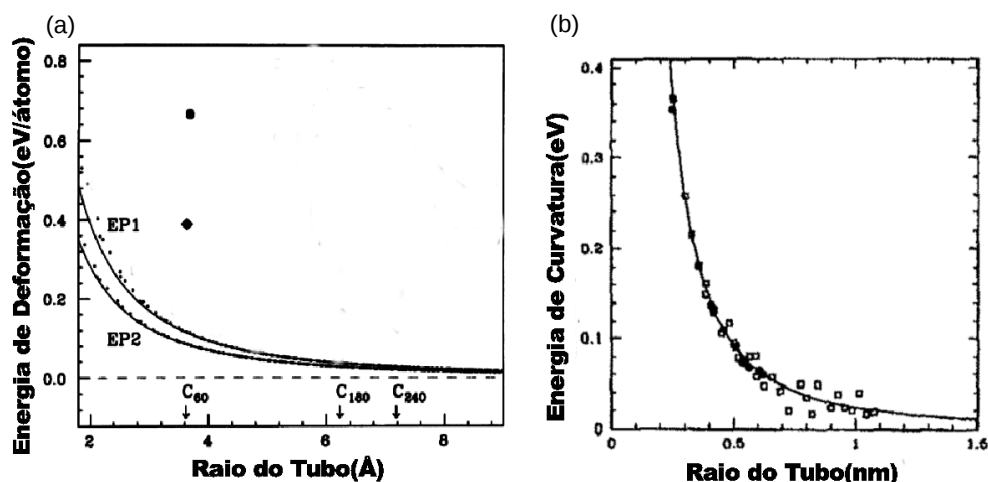 (a)
Energia de Deformação(eV/átomo)
0.8
0.6
0.4
0.2
0.0
EP1
EP2
C60
C180
C240
2
4
6
8
Raio do Tubo(Å)
(b)
Energia de Curvatura(eV)
0.4
0.3
0.2
0.1
0
0
0.5
1
1.5
Raio do Tubo(nm)